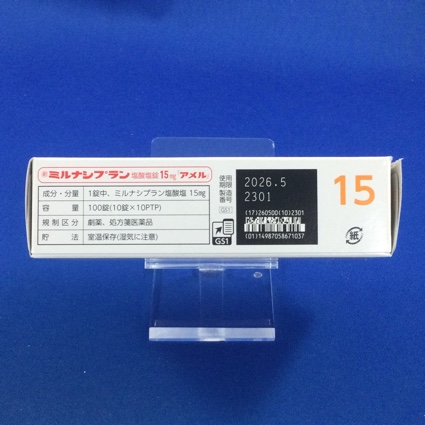 ミルナシプラン塩酸塩錠15mg「アメル」
成分・分量 1錠中、ミルナシプラン塩酸塩 15mg
容量 100錠(10錠×10PTP)
規制区分 劇薬、処方箋医薬品
貯法 室温保存(湿気に注意)
GS1
使用期限 2026.5
製造番号 2301
GS1
(17)260500(10)2301
(01)14987058671037
15
紙